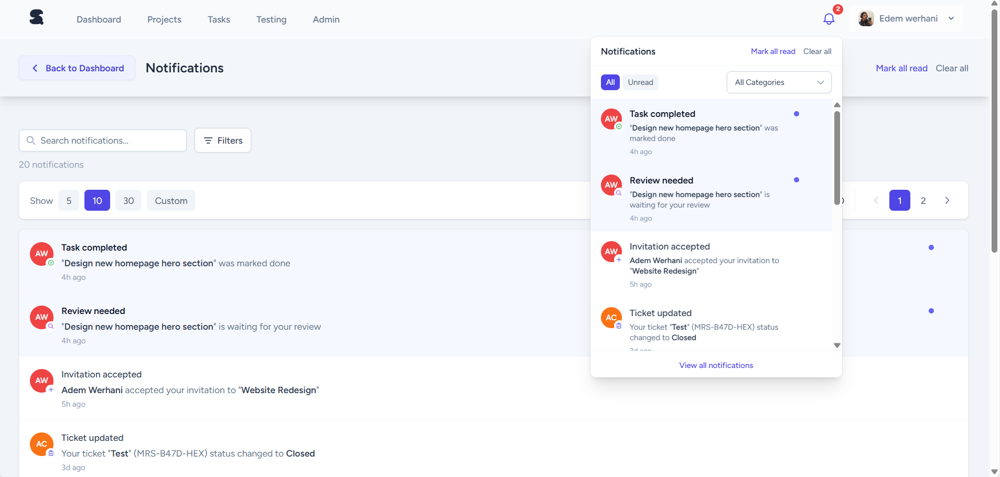 Dashboard
Projects
Tasks
Testing
Admin
2
Edem werhani
Back to Dashboard
Notifications
Mark all read
Clear all
Search notifications...
Filters
20 notifications
Show
5
10
30
Custom
1
2
AW
Task completed
"Design new homepage hero section" was marked done
4h ago
AW
Review needed
"Design new homepage hero section" is waiting for your review
4h ago
AW
Invitation accepted
Adem Werhani accepted your invitation to "Website Redesign"
5h ago
AC
Ticket updated
Your ticket "Test" (MRS-B47D-HEX) status changed to Closed
3d ago
Notifications
Mark all read
Clear all
All
Unread
All Categories
AW
Task completed
"Design new homepage hero section" was
marked done
4h ago
AW
Review needed
"Design new homepage hero section" is
waiting for your review
4h ago
AW
Invitation accepted
Adem Werhani accepted your invitation to
"Website Redesign"
5h ago
AC
Ticket updated
Your ticket "Test" (MRS-B47D-HEX) status
changed to Closed
3d ago
View all notifications